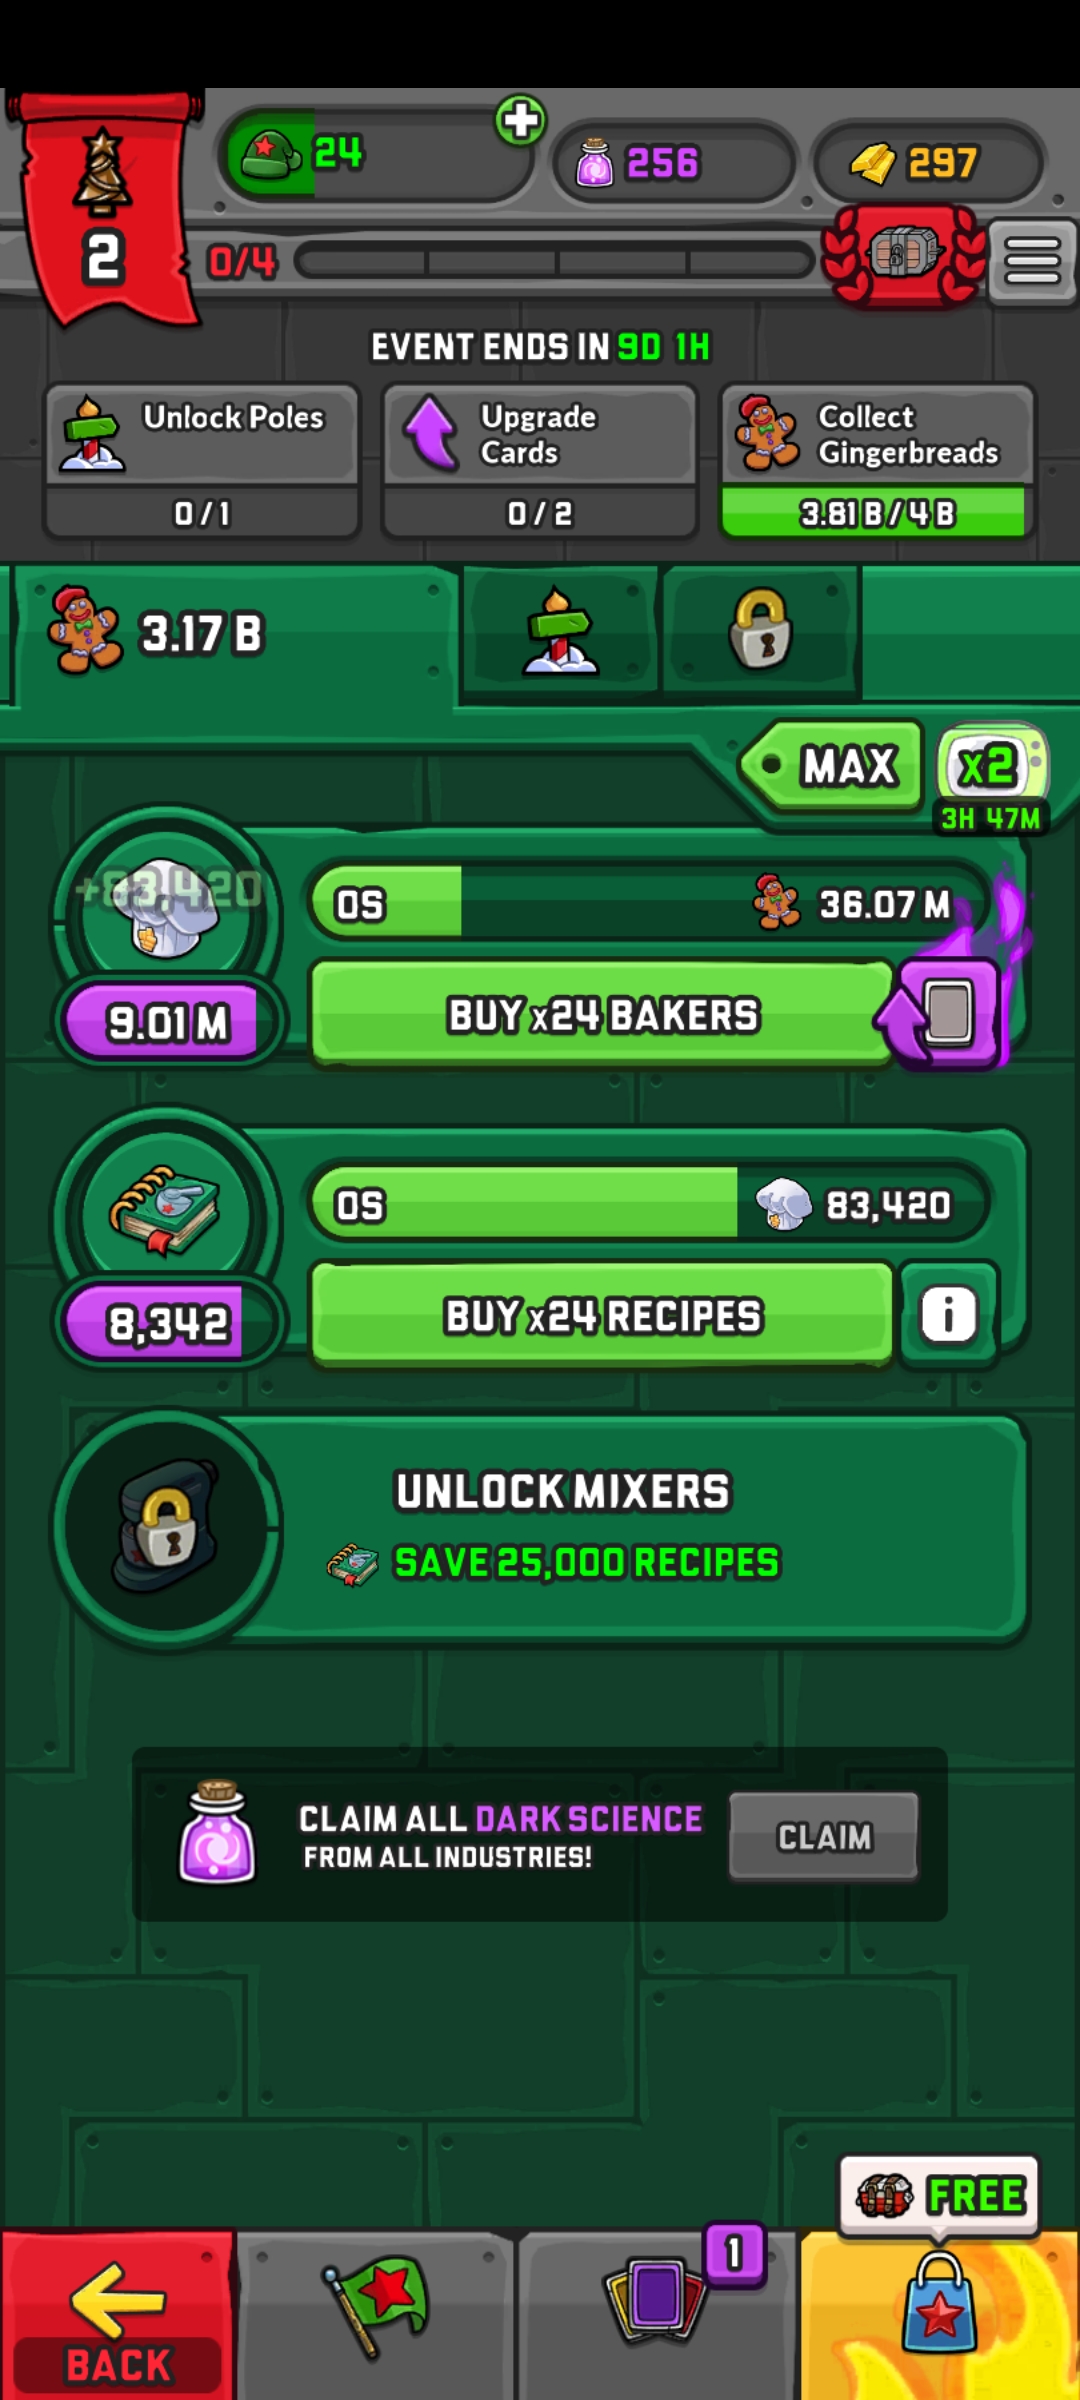 24
256
297
2
0/4
EVENT ENDS IN 9D 1H
Unlock Poles
0/1
Upgrade
Cards
0/2
Collect
Gingerbreads
3.81 B/4 B
3.17 B
MAX
x2
3H 47M
+83,420
9.01 M
0S
36.07 M
BUY x24 BAKERS
8,342
0S
83,420
BUY x24 RECIPES
i
UNLOCK MIXERS
SAVE 25,000 RECIPES
CLAIM ALL DARK SCIENCE
FROM ALL INDUSTRIES!
CLAIM
FREE
1
BACK